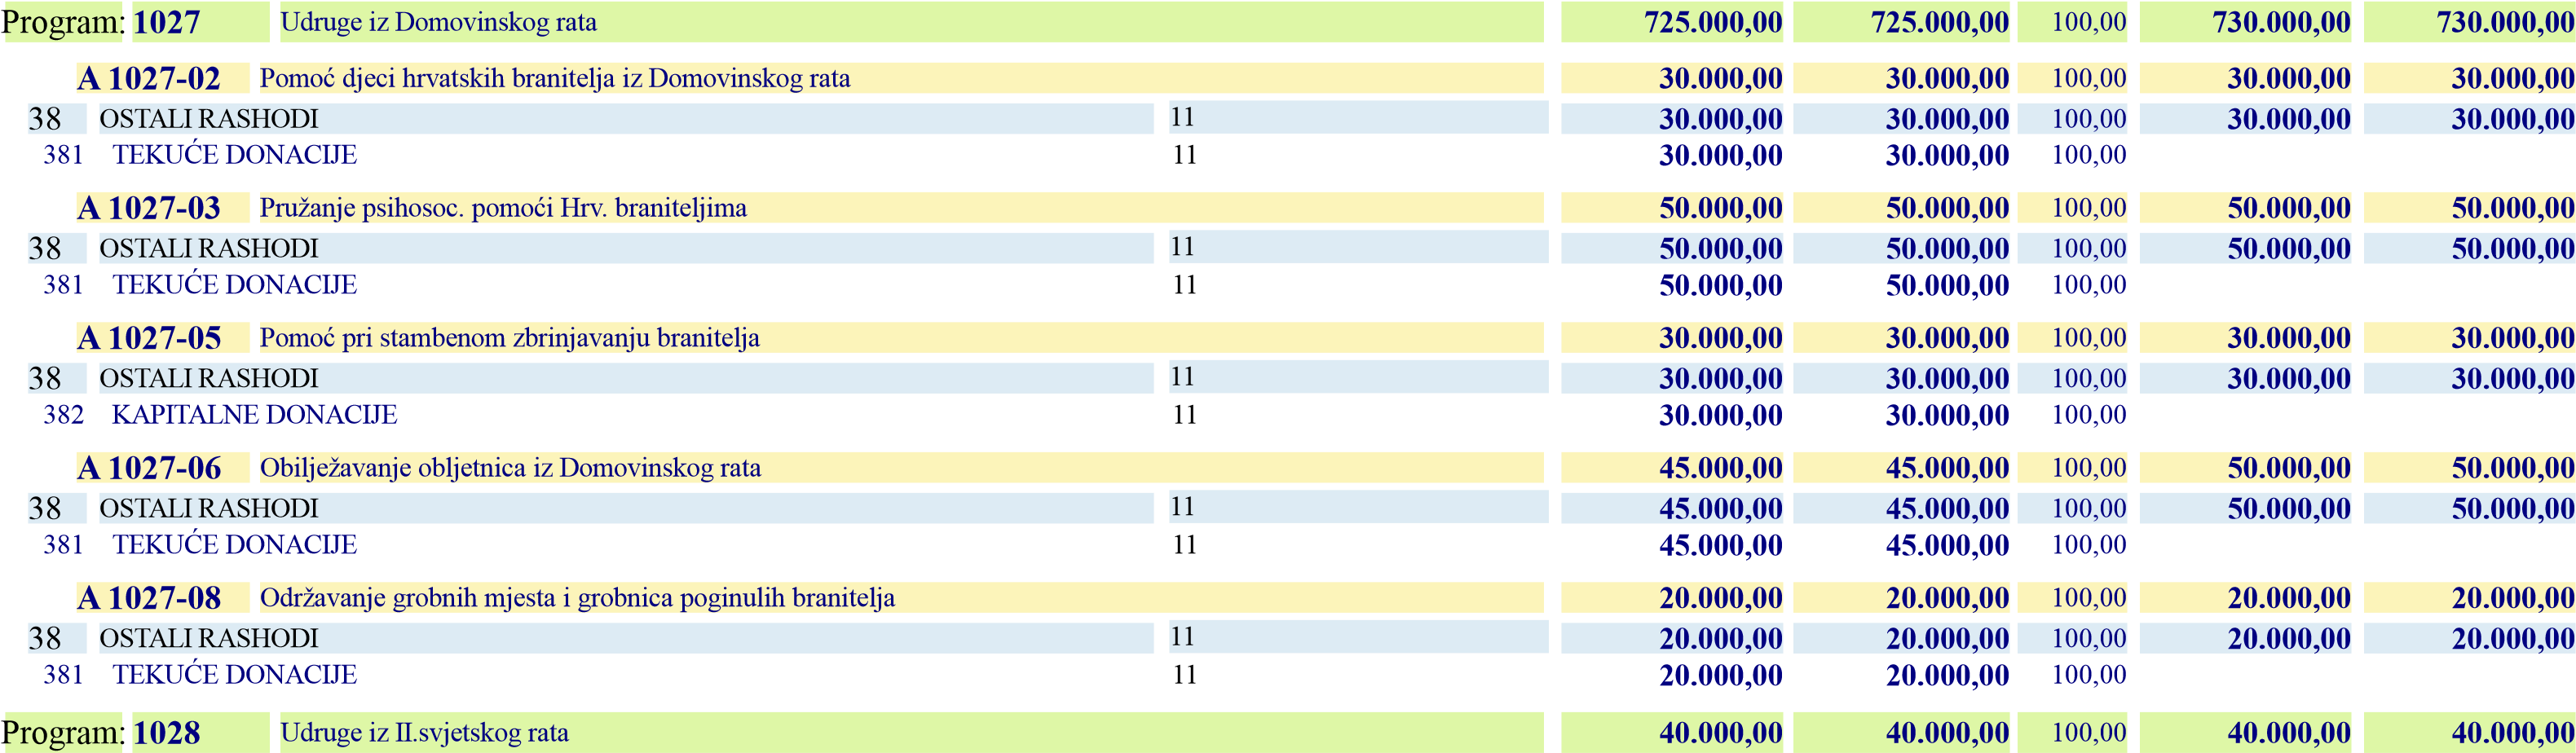 Program: 1027 Udruge iz Domovinskog rata 725.000,00 725.000,00 100,00 730.000,00 730.000,00
A 1027-02 Pomoć djeci hrvatskih branitelja iz Domovinskog rata 30.000,00 30.000,00 100,00 30.000,00 30.000,00
38 OSTALI RASHODI 11 30.000,00 30.000,00 100,00 30.000,00 30.000,00
381 TEKUĆE DONACIJE 11 30.000,00 30.000,00 100,00
A 1027-03 Pružanje psihosoc. pomoći Hrv. braniteljima 50.000,00 50.000,00 100,00 50.000,00 50.000,00
38 OSTALI RASHODI 11 50.000,00 50.000,00 100,00 50.000,00 50.000,00
381 TEKUĆE DONACIJE 11 50.000,00 50.000,00 100,00
A 1027-05 Pomoć pri stambenom zbrinjavanju branitelja 30.000,00 30.000,00 100,00 30.000,00 30.000,00
38 OSTALI RASHODI 11 30.000,00 30.000,00 100,00 30.000,00 30.000,00
382 KAPITALNE DONACIJE 11 30.000,00 30.000,00 100,00
A 1027-06 Obilježavanje obljetnica iz Domovinskog rata 45.000,00 45.000,00 100,00 50.000,00 50.000,00
38 OSTALI RASHODI 11 45.000,00 45.000,00 100,00 50.000,00 50.000,00
381 TEKUĆE DONACIJE 11 45.000,00 45.000,00 100,00
A 1027-08 Održavanje grobnih mjesta i grobnica poginulih branitelja 20.000,00 20.000,00 100,00 20.000,00 20.000,00
38 OSTALI RASHODI 11 20.000,00 20.000,00 100,00 20.000,00 20.000,00
381 TEKUĆE DONACIJE 11 20.000,00 20.000,00 100,00
Program: 1028 Udruge iz II.svjetskog rata 40.000,00 40.000,00 100,00 40.000,00 40.000,00